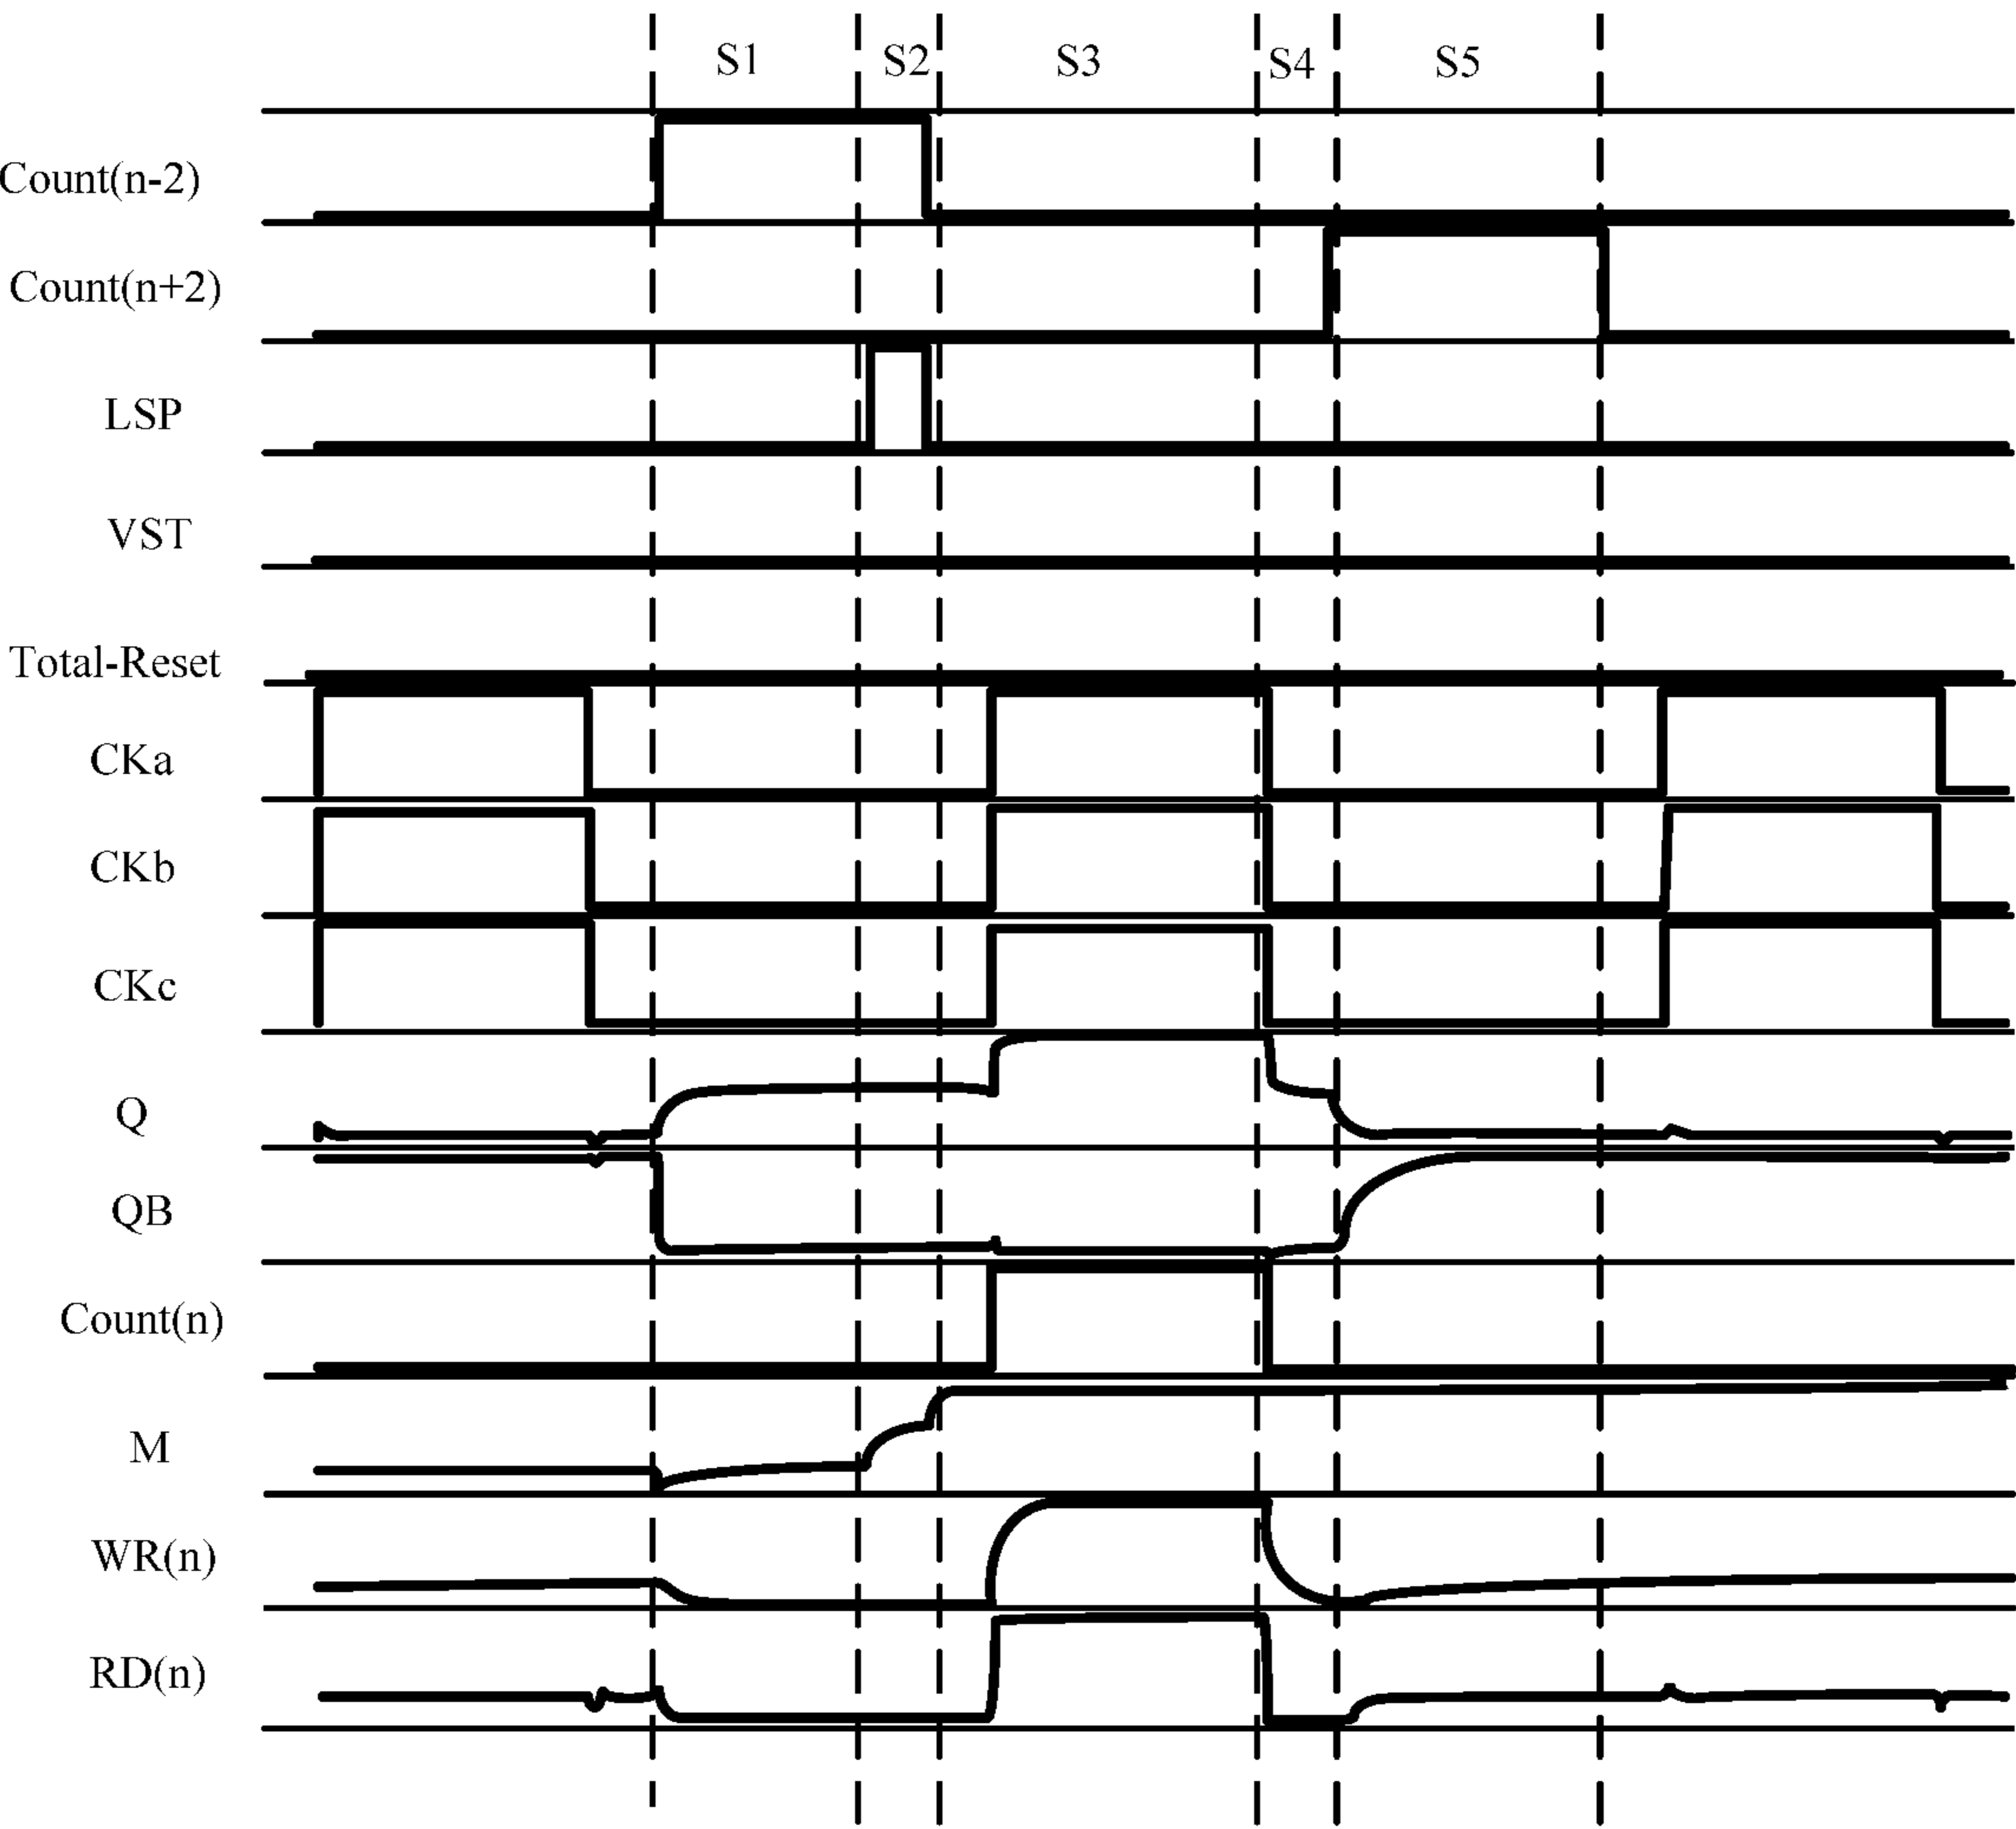 S1 S2 S3 S4 S5
Count(n-2)
Count(n+2)
LSP
VST
Total-Reset
CKa
CKb
CKc
Q
QB
Count(n)
M
WR(n)
RD(n)